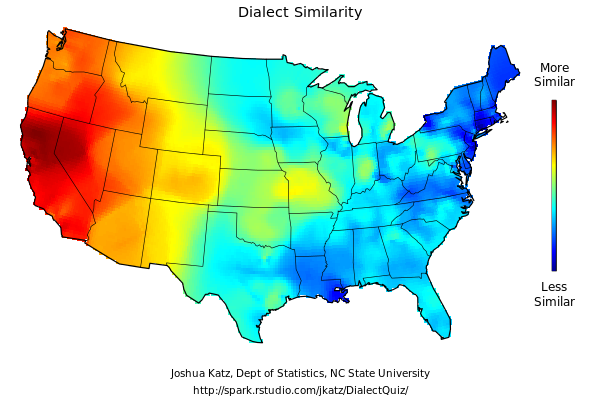 Dialect Similarity
More
Similar
Less
Similar
Joshua Katz, Dept of Statistics, NC State University
http://spark.rstudio.com/jkatz/DialectQuiz/